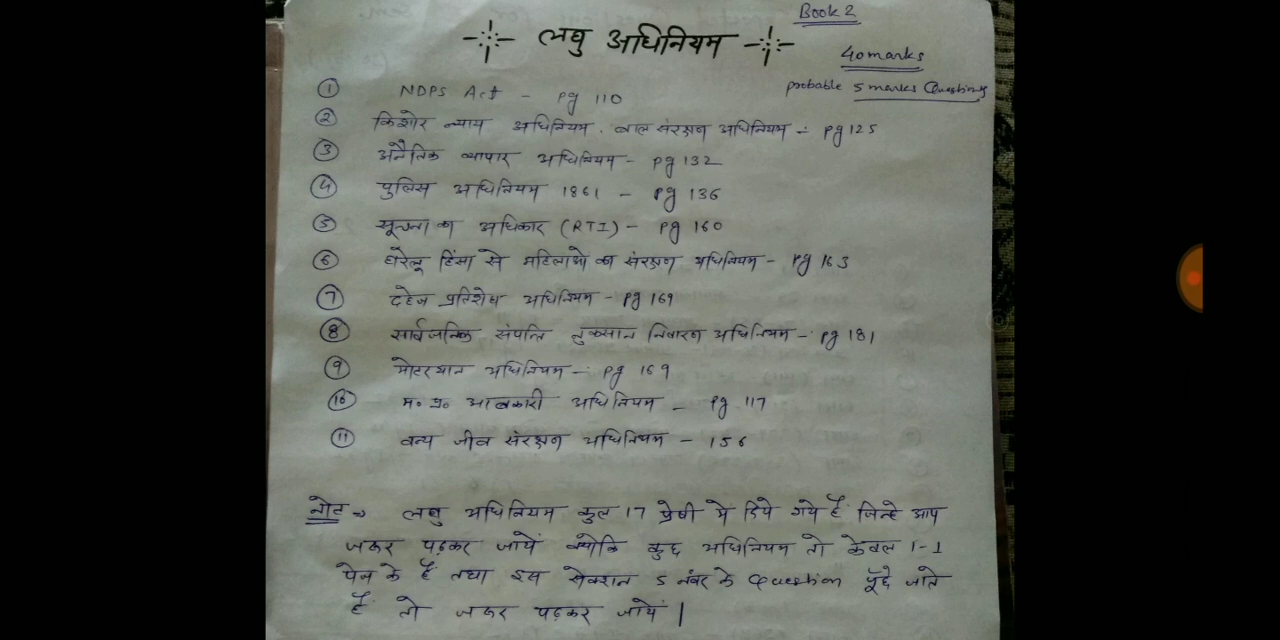 Book 2
लघु अधिनियम
40 marks
probable 5 marks Questions
① NDPS Act - pg 110
② किशोर न्याय अधिनियम . बाल संरक्षण अधिनियम - pg 125
③ अनैतिक व्यापार अधिनियम - pg 132
④ पुलिस अधिनियम 1861 - pg 136
⑤ सूचना का अधिकार (RTI) - pg 160
⑥ घरेलू हिंसा से महिलाओ का संरक्षण अधिनियम - pg 163
⑦ दहेज प्रतिशेध अधिनियम - pg 169
⑧ सार्वजनिक संपत्ति नुकसान निवारण अधिनियम - pg 181
⑨ मोटरयान अधिनियम - pg 169
⑩ म० प्र० आबकारी अधिनियम - pg 117
⑪ वन्य जीव संरक्षण अधिनियम - 156
नोट → लघु अधिनियम कुल 17 में दिये गये हैं जिन्हे आप
जरूर पढ़कर जायें क्योकि कुछ अधिनियम तो केवल 1-1
पेज के हैं तथा इस सेक्शन 5 नंबर के Question पूँछे जाते
हैं तो जरूर पढ़कर जायें |